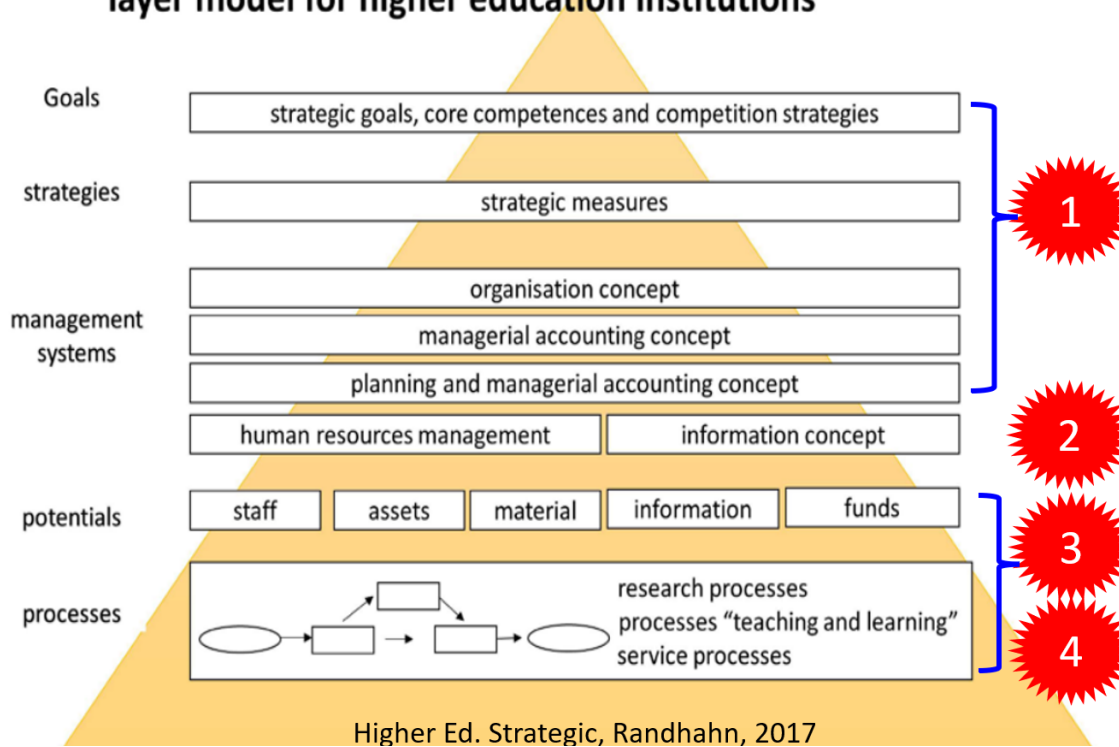 layer model for higher education institutions
Goals
strategic goals, core competences and competition strategies
1
strategies
strategic measures
organisation concept
management
systems
managerial accounting concept
planning and managerial accounting concept
human resources management
information concept
2
potentials
staff
assets
material
information
funds
3
processes
research processes
processes “teaching and learning”
service processes
4
Higher Ed. Strategic, Randhahn, 2017